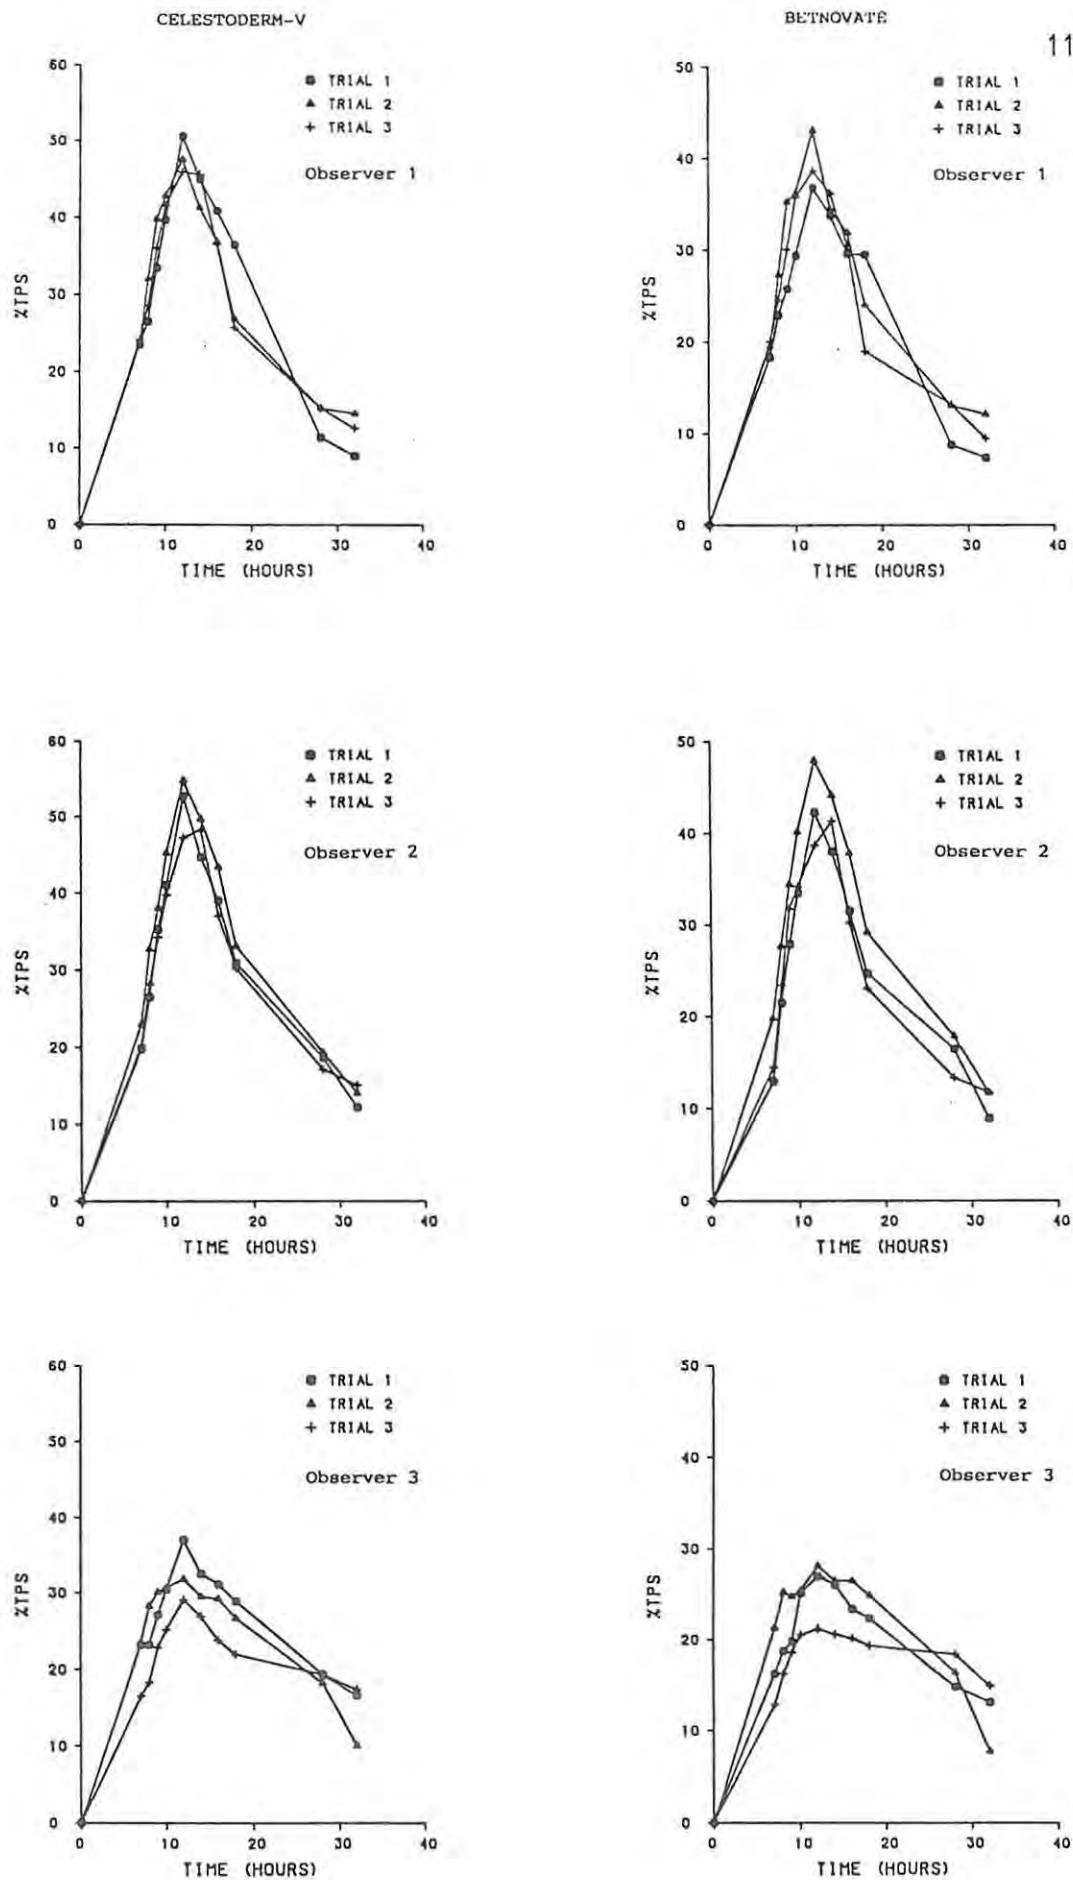 CELESTODERM-V
BETNOVATE
11
60
50
40
30
20
10
0
%TPS
TRIAL 1
TRIAL 2
TRIAL 3
Observer 1
0 10 20 30 40
TIME (HOURS)
50
40
30
20
10
0
%TPS
TRIAL 1
TRIAL 2
TRIAL 3
Observer 1
0 10 20 30 40
TIME (HOURS)
60
50
40
30
20
10
0
%TPS
TRIAL 1
TRIAL 2
TRIAL 3
Observer 2
0 10 20 30 40
TIME (HOURS)
50
40
30
20
10
0
%TPS
TRIAL 1
TRIAL 2
TRIAL 3
Observer 2
0 10 20 30 40
TIME (HOURS)
60
50
40
30
20
10
0
%TPS
TRIAL 1
TRIAL 2
TRIAL 3
Observer 3
0 10 20 30 40
TIME (HOURS)
50
40
30
20
10
0
%TPS
TRIAL 1
TRIAL 2
TRIAL 3
Observer 3
0 10 20 30 40
TIME (HOURS)